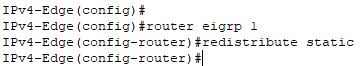 IPv4-Edge(config)#
IPv4-Edge(config)#router eigrp 1
IPv4-Edge(config-router)#redistribute static
IPv4-Edge(config-router)#